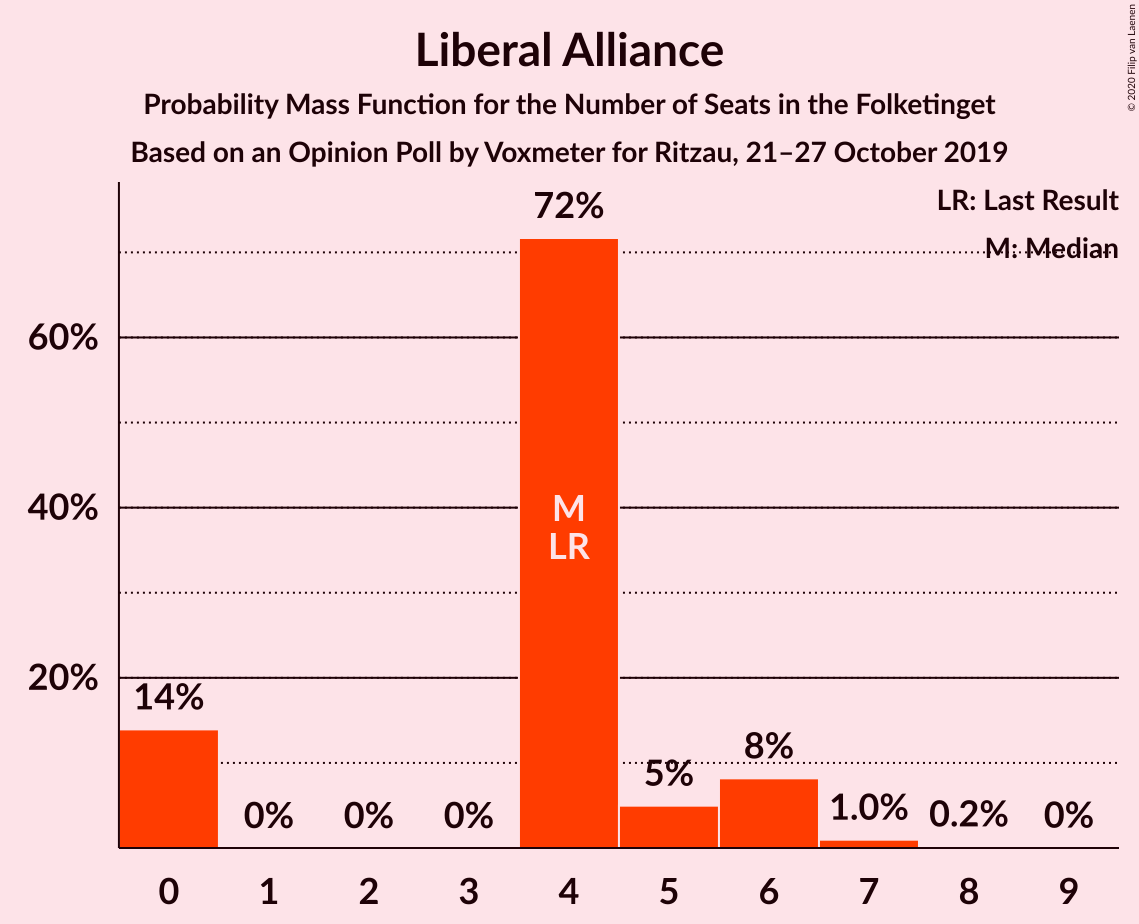 Liberal Alliance
Probability Mass Function for the Number of Seats in the Folketinget
Based on an Opinion Poll by Voxmeter for Ritzau, 21–27 October 2019
© 2020 Filip van Laenen
LR: Last Result
M: Median
60%
40%
20%
14%
0%
0%
0%
72%
5%
8%
1.0%
0.2%
0%
M
LR
0 1 2 3 4 5 6 7 8 9